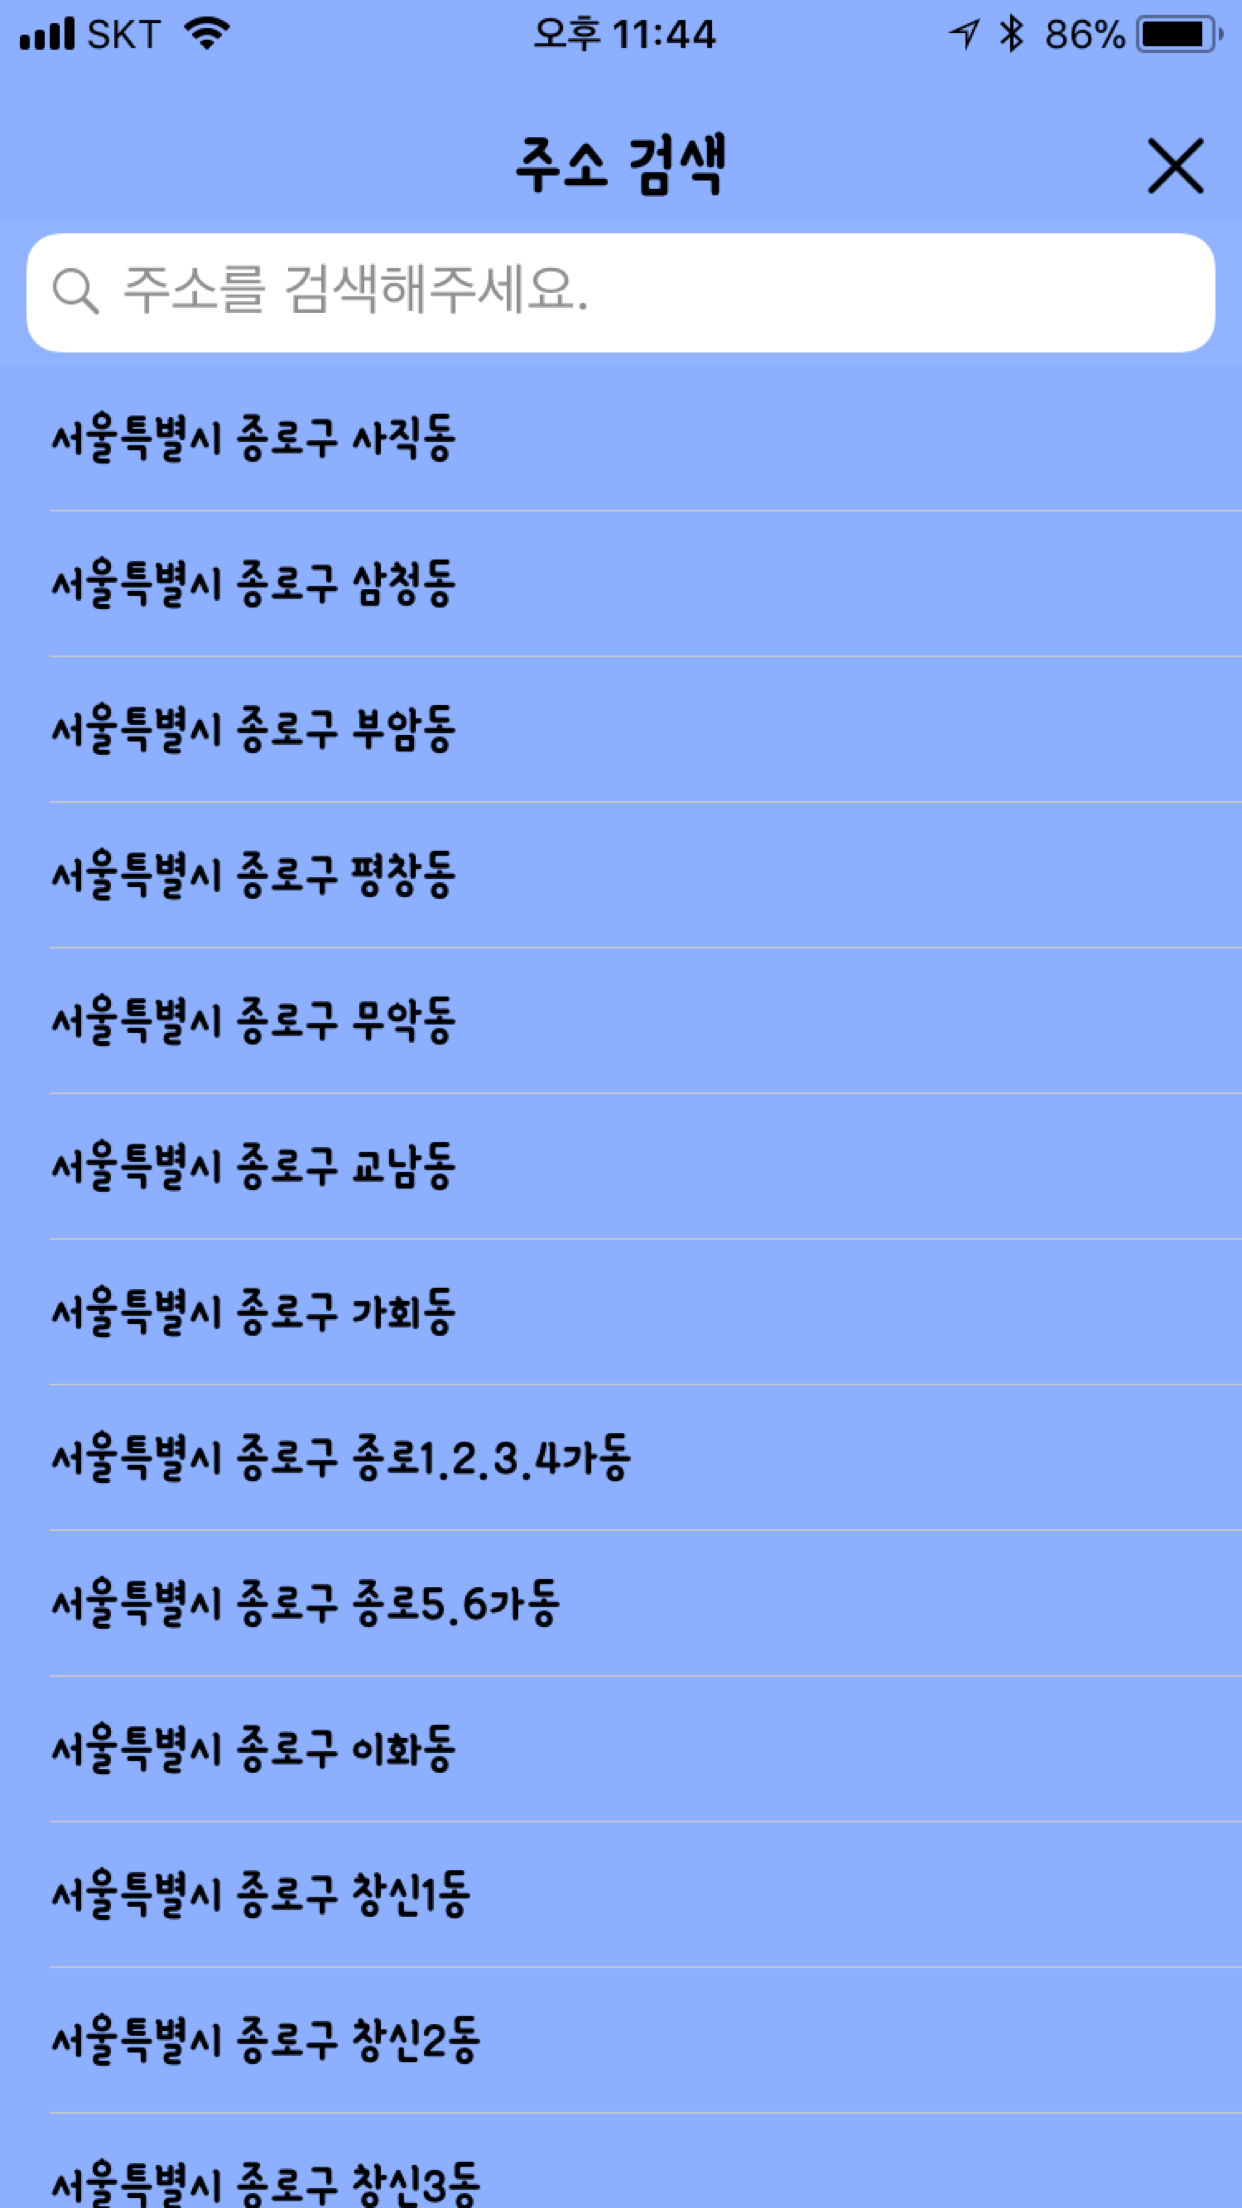 SKT 오후 11:44 86%
주소 검색
주소를 검색해주세요.
서울특별시 종로구 사직동
서울특별시 종로구 삼청동
서울특별시 종로구 부암동
서울특별시 종로구 평창동
서울특별시 종로구 무악동
서울특별시 종로구 교남동
서울특별시 종로구 가회동
서울특별시 종로구 종로1.2.3.4가동
서울특별시 종로구 종로5.6가동
서울특별시 종로구 이화동
서울특별시 종로구 창신1동
서울특별시 종로구 창신2동
서울특별시 종로구 창신3동